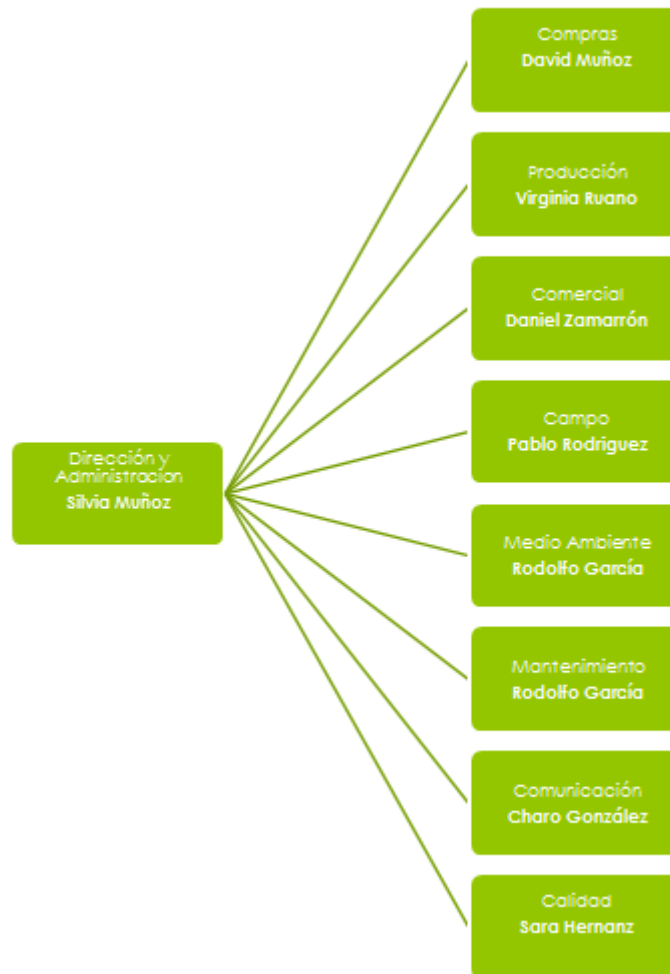 Compras
David Muñoz
Producción
Virginia Ruano
Comercial
Daniel Zamarrón
Campo
Pablo Rodriguez
Dirección y
Administracion
Silvia Muñoz
Medio Ambiente
Rodolfo García
Mantenimiento
Rodolfo García
Comunicación
Charo González
Calidad
Sara Hernanz